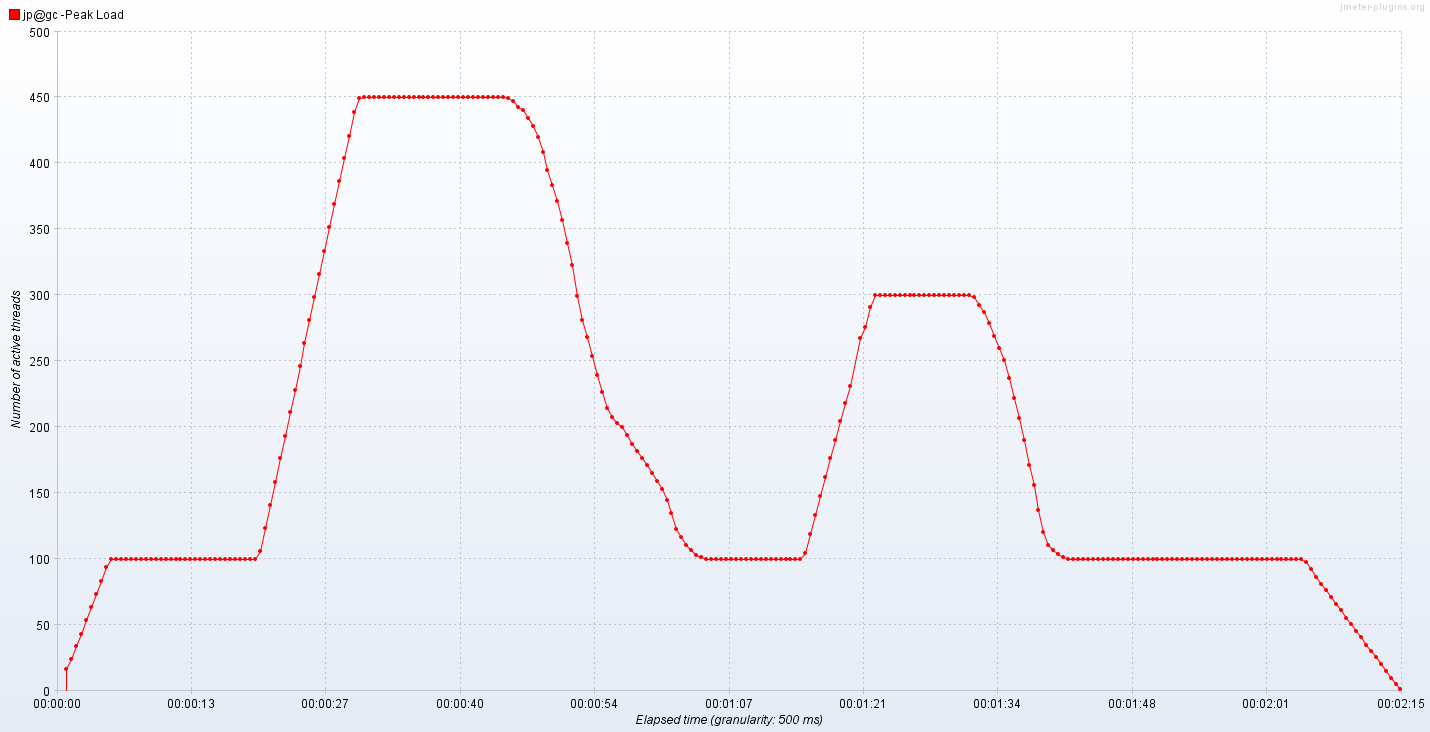 jp@gc -Peak Load
jmeter-plugins.org
500
450
400
350
300
250
200
150
100
50
0
Number of active threads
00:00:00 00:00:13 00:00:27 00:00:40 00:00:54 00:01:07 00:01:21 00:01:34 00:01:48 00:02:01 00:02:15
Elapsed time (granularity: 500 ms)